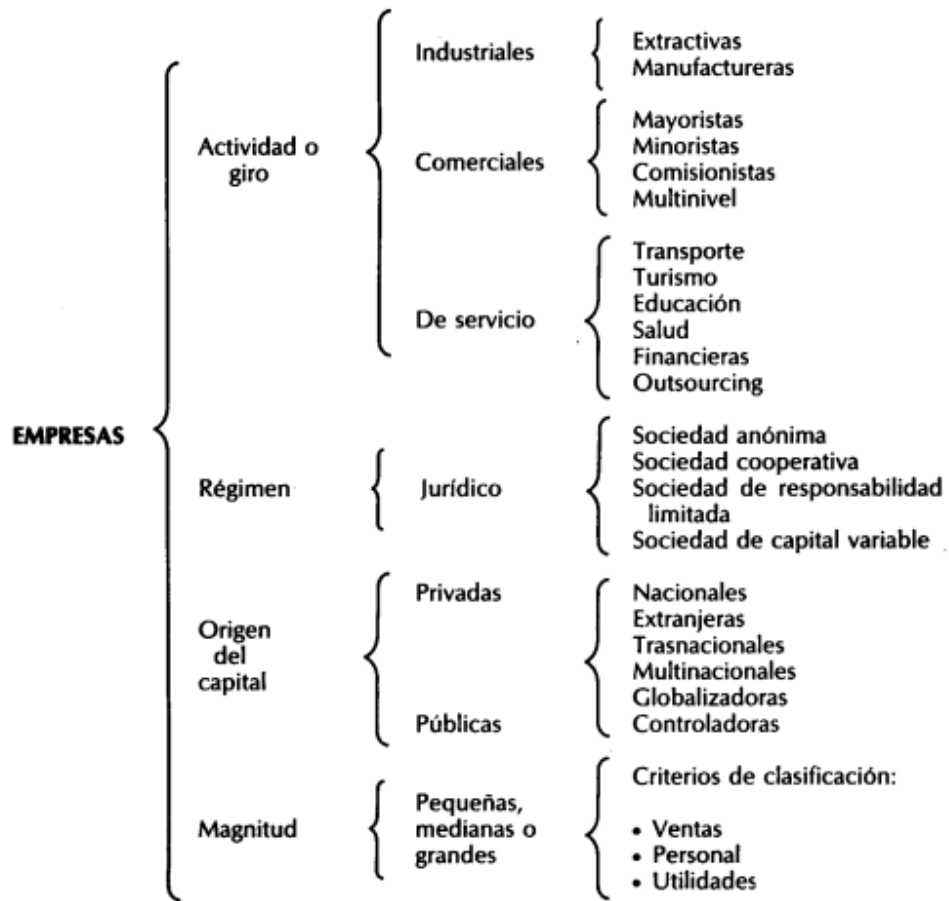 EMPRESAS
Actividad o
giro
Industriales
Extractivas
Manufactureras
Comerciales
Mayoristas
Minoristas
Comisionistas
Multinivel
De servicio
Transporte
Turismo
Educación
Salud
Financieras
Outsourcing
Régimen
Jurídico
Sociedad anónima
Sociedad cooperativa
Sociedad de responsabilidad
limitada
Sociedad de capital variable
Origen
del
capital
Privadas
Públicas
Nacionales
Extranjeras
Trasnacionales
Multinacionales
Globalizadoras
Controladoras
Magnitud
Pequeñas,
medianas o
grandes
Criterios de clasificación:
• Ventas
• Personal
• Utilidades